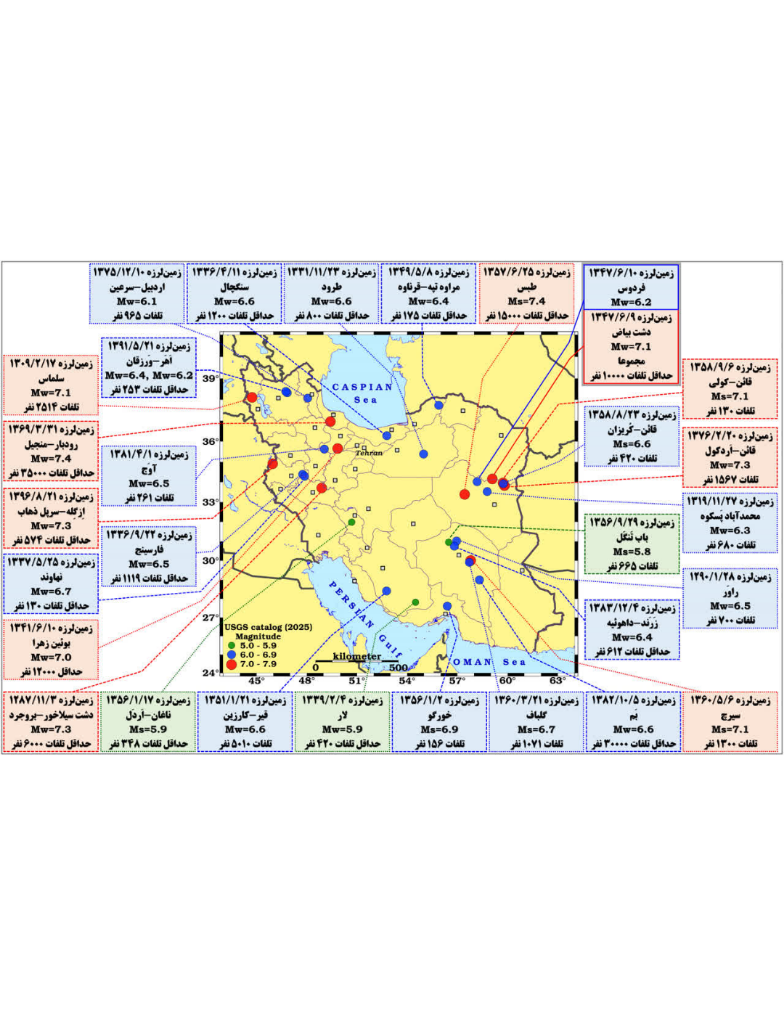 زمین‌لرزه ۱۳۷۵/۱۲/۱۰
اردبیل–سرعین
Mw=6.1
تلفات ۹۶۵ نفر
زمین‌لرزه ۱۳۳۶/۴/۱۱
سنگچال
Mw=6.6
حداقل تلفات ۱۲۰۰ نفر
زمین‌لرزه ۱۳۳۱/۱۱/۲۳
طرود
Mw=6.6
حداقل تلفات ۸۰۰ نفر
زمین‌لرزه ۱۳۴۹/۵/۸
مراوه تپه–قرناوه
Mw=6.4
تلفات ۱۷۵ نفر
زمین‌لرزه ۱۳۵۷/۶/۲۵
طبس
Ms=7.4
تلفات ۱۵۰۰۰ نفر
زمین‌لرزه ۱۳۴۷/۶/۱۰
فردوس
Mw=6.2
زمین‌لرزه ۱۳۴۷/۶/۹
دشت بیاض
Mw=7.1
مجموعا
حداقل تلفات ۱۰۰۰۰ نفر
زمین‌لرزه ۱۳۹۱/۵/۲۱
اهر–ورزقان
Mw=6.4, Mw=6.2
حداقل تلفات ۲۵۳ نفر
زمین‌لرزه ۱۳۰۹/۲/۱۷
سلماس
Mw=7.1
تلفات ۲۵۱۴ نفر
زمین‌لرزه ۱۳۶۹/۳/۳۱
رودبار–منجیل
Mw=7.4
حداقل تلفات ۳۵۰۰۰ نفر
زمین‌لرزه ۱۳۸۱/۴/۱
آوج
Mw=6.5
تلفات ۲۶۱ نفر
زمین‌لرزه ۱۳۹۶/۸/۲۱
ازگله–سرپل ذهاب
Mw=7.3
حداقل تلفات ۵۷۴ نفر
زمین‌لرزه ۱۳۳۶/۹/۲۲
فارسینج
Mw=6.5
حداقل تلفات ۱۱۱۹ نفر
زمین‌لرزه ۱۳۳۷/۵/۲۵
نهاوند
Mw=6.7
حداقل تلفات ۱۳۰ نفر
زمین‌لرزه ۱۳۴۱/۶/۱۰
بوئین زهرا
Mw=7.0
حداقل تلفات ۱۲۰۰۰ نفر
زمین‌لرزه ۱۳۵۸/۹/۶
قائن–کولی
Mw=7.1
تلفات ۱۳۰ نفر
زمین‌لرزه ۱۳۵۸/۸/۲۳
قائن–گریزان
Ms=6.6
تلفات ۴۲۰ نفر
زمین‌لرزه ۱۳۷۶/۲/۲۰
قائن–اردکول
Mw=7.3
تلفات ۱۵۶۷ نفر
زمین‌لرزه ۱۳۱۹/۱۱/۲۷
محمدآباد پسکوه
Mw=6.3
تلفات ۶۸۰ نفر
زمین‌لرزه ۱۳۵۶/۹/۲۹
باب تنگل
Ms=5.8
تلفات ۶۶۵ نفر
زمین‌لرزه ۱۲۹۰/۱/۲۸
راور
Mw=6.5
تلفات ۷۰۰ نفر
زمین‌لرزه ۱۳۸۳/۱۲/۴
زرند–داهوئیه
Mw=6.4
حداقل تلفات ۶۱۲ نفر
CASPIAN
Sea
Tehran
PERSIAN Gulf
OMAN Sea
USGS catalog (2025)
Magnitude
5.0 - 5.9
6.0 - 6.9
7.0 - 7.9
kilometer
0 500
39°
36°
33°
30°
27°
24°
45° 48° 51° 54° 57° 60° 63°
زمین‌لرزه ۱۲۸۷/۱۱/۳
دشت سیلاخور–بروجرد
Mw=7.3
حداقل تلفات ۶۰۰۰ نفر
زمین‌لرزه ۱۳۵۶/۱/۱۷
ناغان–اردل
Ms=5.9
حداقل تلفات ۳۴۸ نفر
زمین‌لرزه ۱۳۵۱/۱/۲۱
قیر–کارزین
Mw=6.6
تلفات ۵۰۱۰ نفر
زمین‌لرزه ۱۳۳۹/۲/۴
لار
Mw=5.9
حداقل تلفات ۴۲۰ نفر
زمین‌لرزه ۱۳۵۶/۱/۲
خورگو
Ms=6.9
تلفات ۱۵۶ نفر
زمین‌لرزه ۱۳۶۰/۳/۲۱
گلباف
Ms=6.7
تلفات ۱۰۷۱ نفر
زمین‌لرزه ۱۳۸۲/۱۰/۵
بم
Mw=6.6
حداقل تلفات ۳۰۰۰۰ نفر
زمین‌لرزه ۱۳۶۰/۵/۶
سیرچ
Ms=7.1
تلفات ۱۳۰۰ نفر